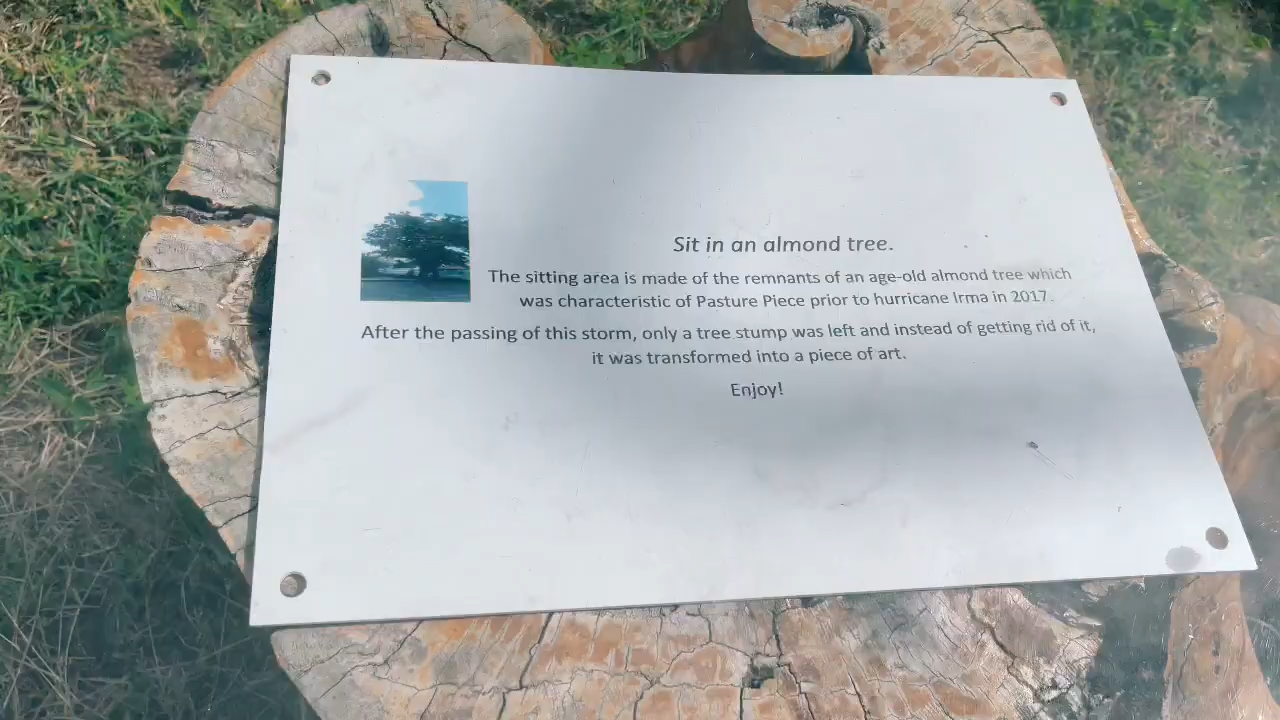 Sit in an almond tree.
The sitting area is made of the remnants of an age-old almond tree which
was characteristic of Pasture Piece prior to hurricane Irma in 2017.
After the passing of this storm, only a tree stump was left and instead of getting rid of it,
it was transformed into a piece of art.
Enjoy!